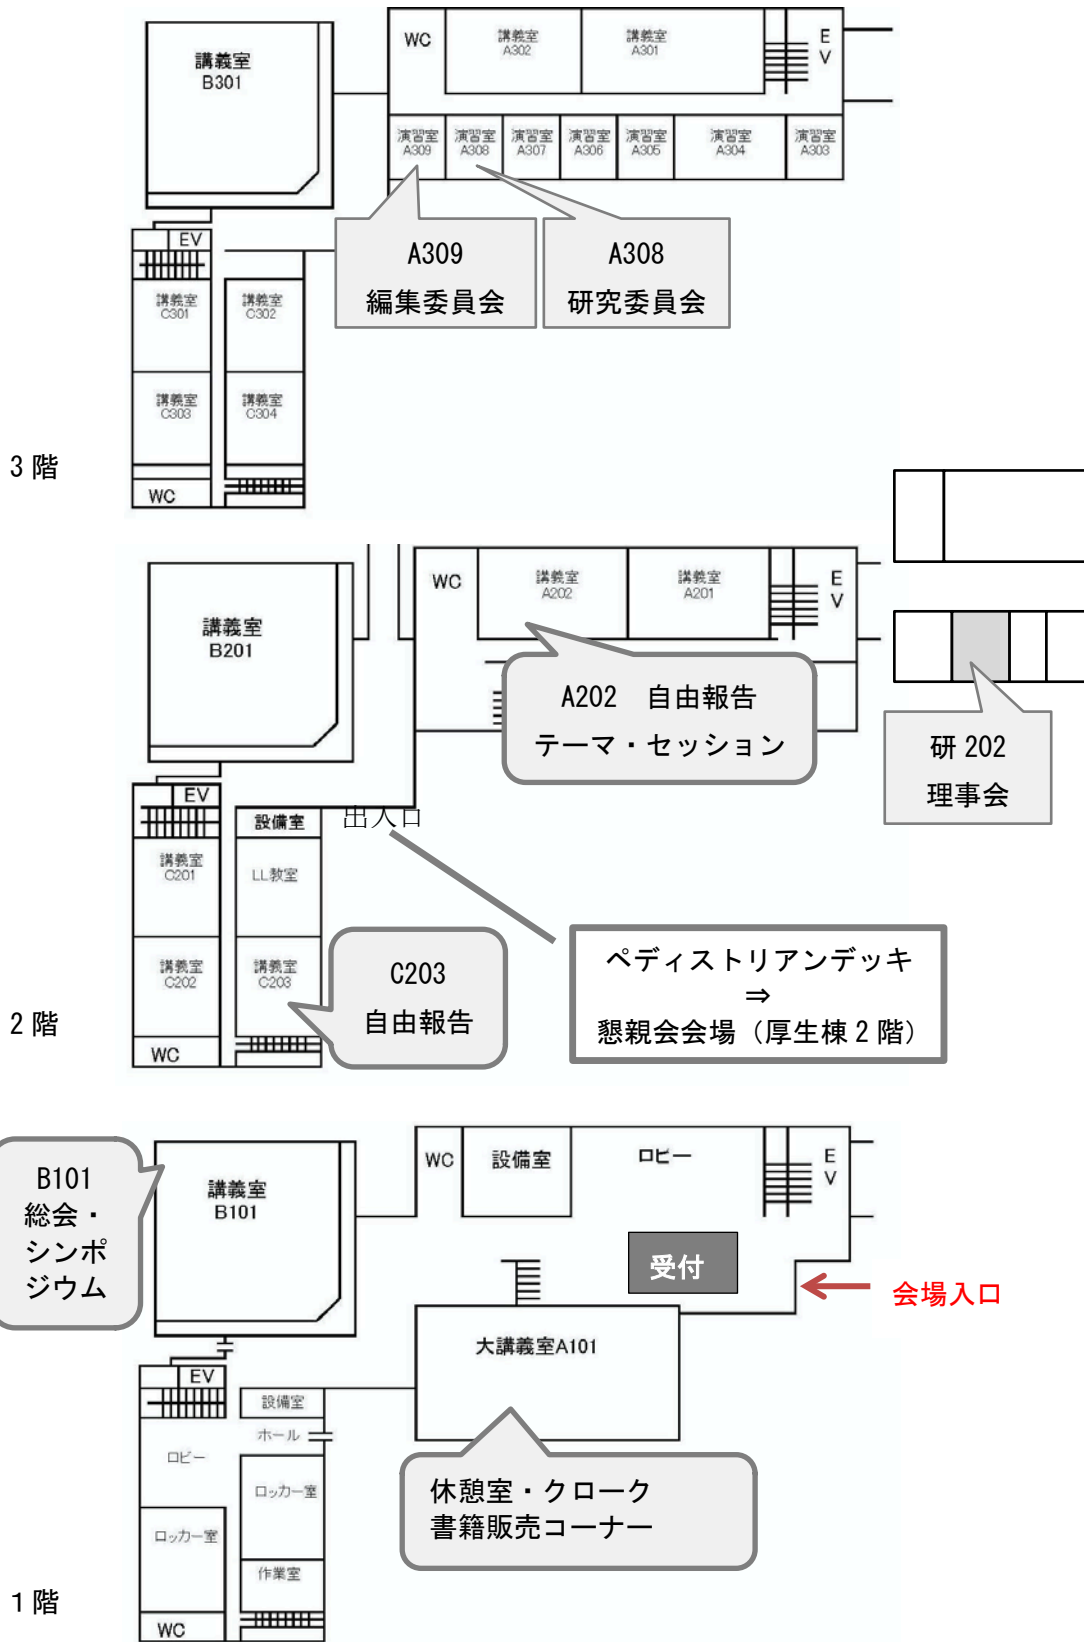 WC
講義室
A302
講義室
A301
E
V
講義室
B301
演習室
A309
演習室
A308
演習室
A307
演習室
A306
演習室
A305
演習室
A304
演習室
A303
EV
A309
編集委員会
A308
研究委員会
講義室
C301
講義室
C302
講義室
C303
講義室
C304
3階
WC
WC
講義室
A202
講義室
A201
E
V
講義室
B201
A202 自由報告
テーマ・セッション
研202
理事会
EV
設備室
出入口
講義室
C201
LL教室
講義室
C202
講義室
C203
C203
自由報告
ペディストリアンデッキ
⇒
懇親会会場（厚生棟2階）
2階
WC
B101
総会・
シンポ
ジウム
講義室
B101
WC
設備室
ロビー
E
V
受付
会場入口
大講義室A101
EV
設備室
ホール
ロビー
ロッカー室
休憩室・クローク
書籍販売コーナー
ロッカー室
作業室
1階
WC